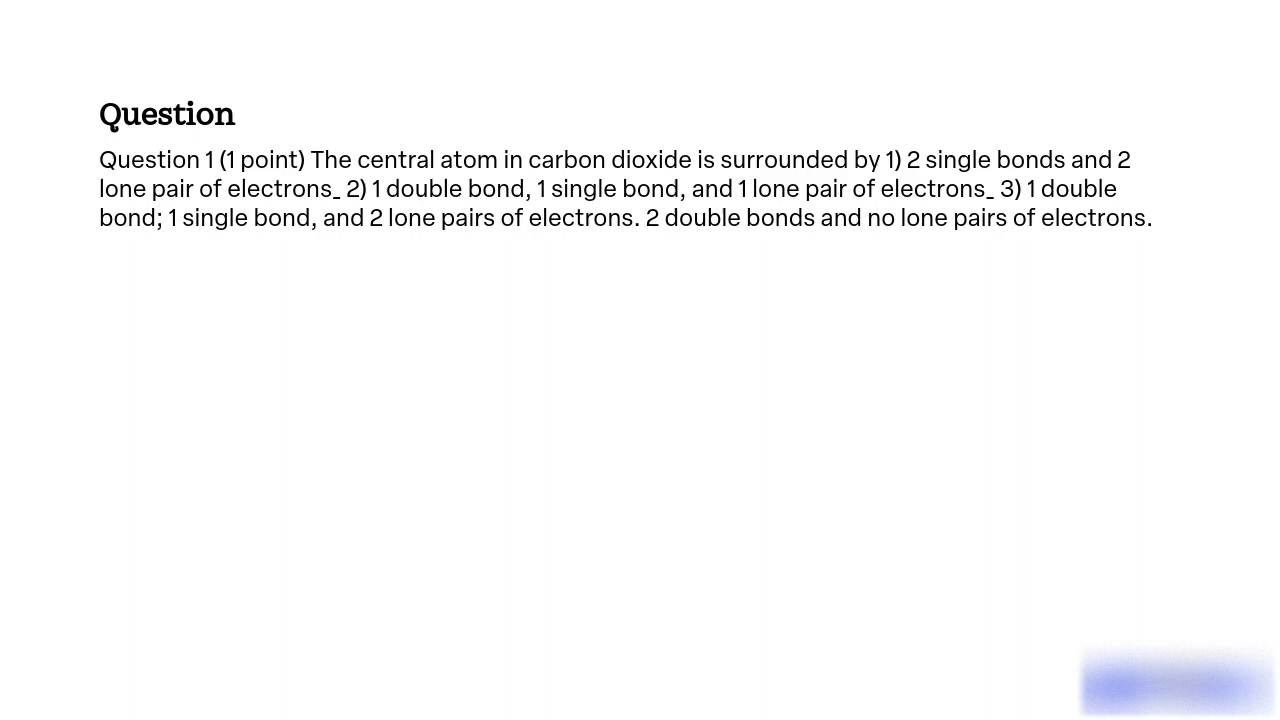 Question
Question 1 (1 point) The central atom in carbon dioxide is surrounded by 1) 2 single bonds and 2
lone pair of electrons_ 2) 1 double bond, 1 single bond, and 1 lone pair of electrons_ 3) 1 double
bond; 1 single bond, and 2 lone pairs of electrons. 2 double bonds and no lone pairs of electrons.